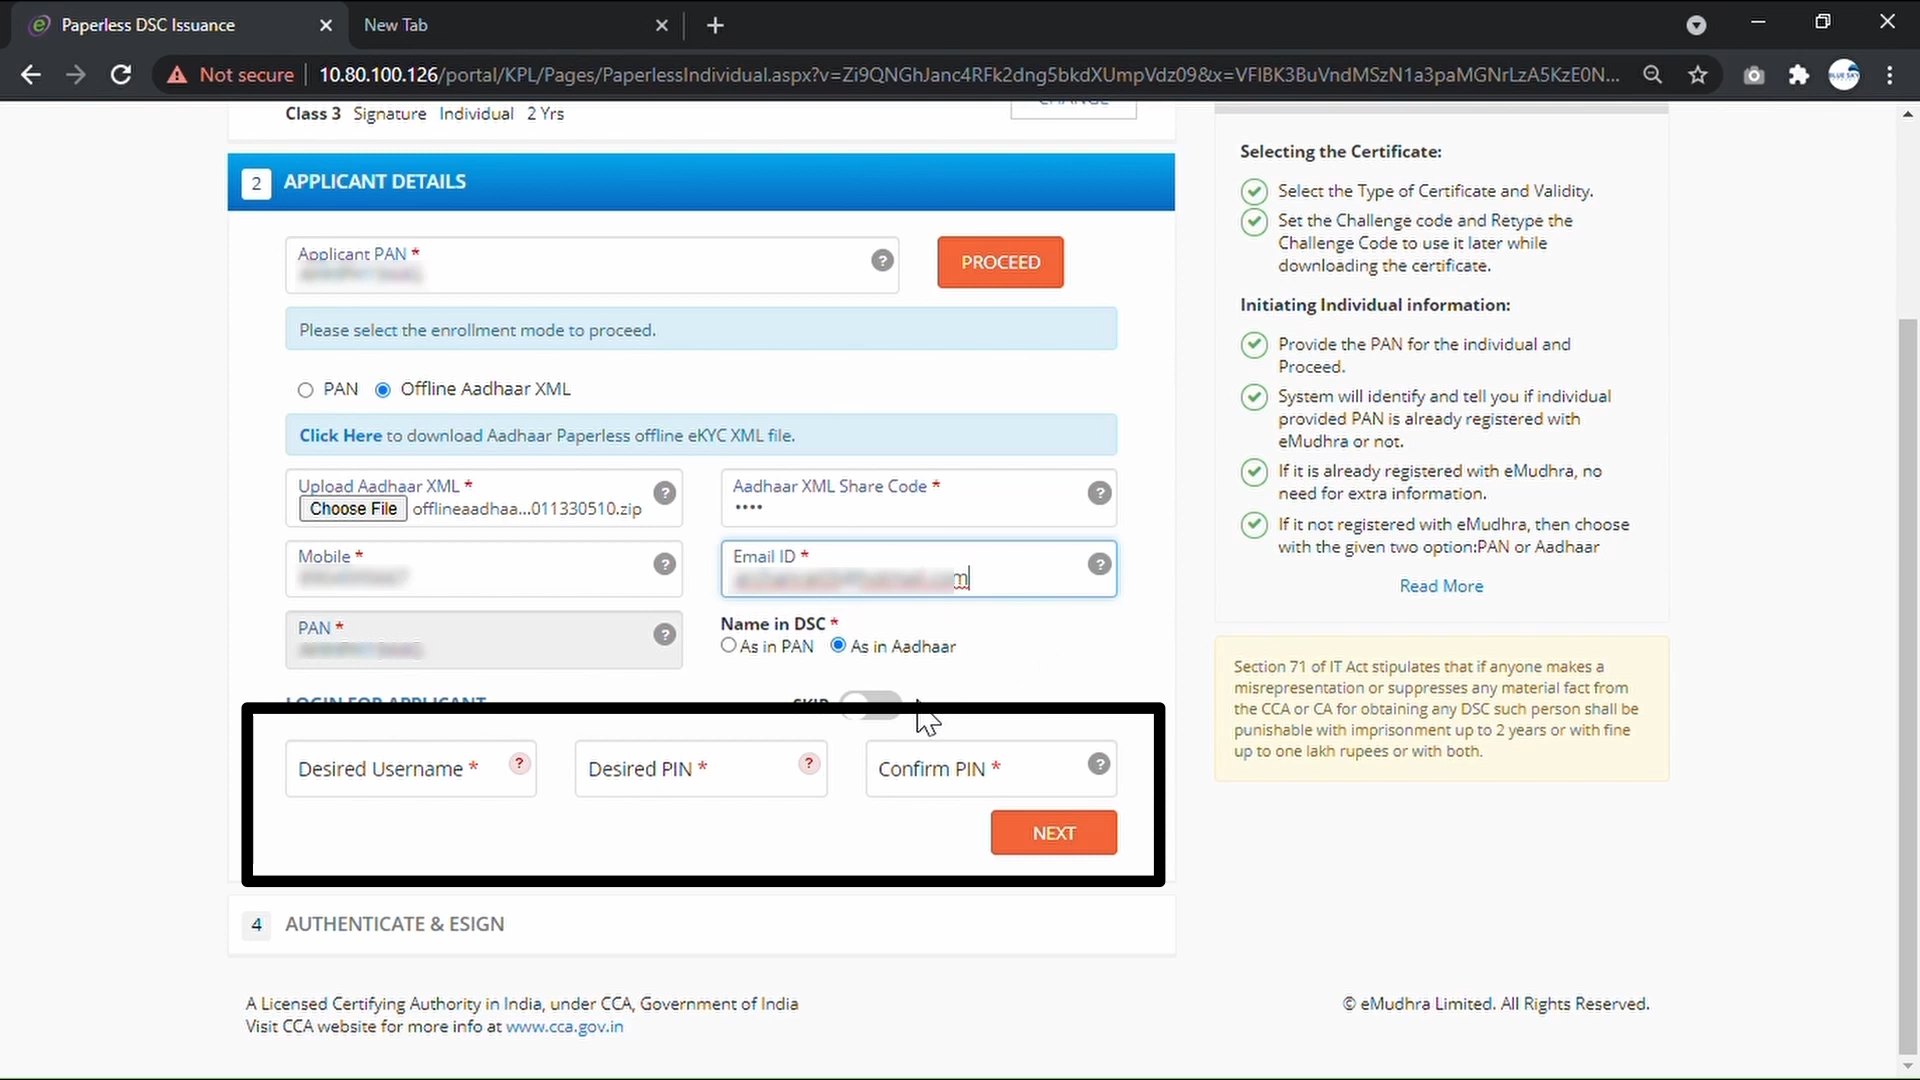 Paperless DSC Issuance
New Tab
Not secure
10.80.100.126/portal/KPL/Pages/PaperlessIndividual.aspx?v=Zi9QNGhJanc4RFk2dng5bkdXUmpVdz09&x=VFlBK3BuVndMSzN1a3paMGNrLzA5KzE0N...
Class 3 Signature Individual 2 Yrs
CHANGE
2 APPLICANT DETAILS
Applicant PAN *
?
PROCEED
Please select the enrollment mode to proceed.
PAN Offline Aadhaar XML
Click Here to download Aadhaar Paperless offline eKYC XML file.
Upload Aadhaar XML *
Choose File offlineaadhaa...011330510.zip
?
Aadhaar XML Share Code *
••••
?
Mobile *
?
Email ID *
m
?
PAN *
?
Name in DSC *
As in PAN As in Aadhaar
LOGIN FOR APPLICANT
SKIP
Desired Username *
?
Desired PIN *
?
Confirm PIN *
?
NEXT
4 AUTHENTICATE & ESIGN
Selecting the Certificate:
Select the Type of Certificate and Validity.
Set the Challenge code and Retype the
Challenge Code to use it later while
downloading the certificate.
Initiating Individual information:
Provide the PAN for the individual and
Proceed.
System will identify and tell you if individual
provided PAN is already registered with
eMudhra or not.
If it is already registered with eMudhra, no
need for extra information.
If it not registered with eMudhra, then choose
with the given two option:PAN or Aadhaar
Read More
Section 71 of IT Act stipulates that if anyone makes a
misrepresentation or suppresses any material fact from
the CCA or CA for obtaining any DSC such person shall be
punishable with imprisonment up to 2 years or with fine
up to one lakh rupees or with both.
A Licensed Certifying Authority in India, under CCA, Government of India
Visit CCA website for more info at www.cca.gov.in
© eMudhra Limited. All Rights Reserved.